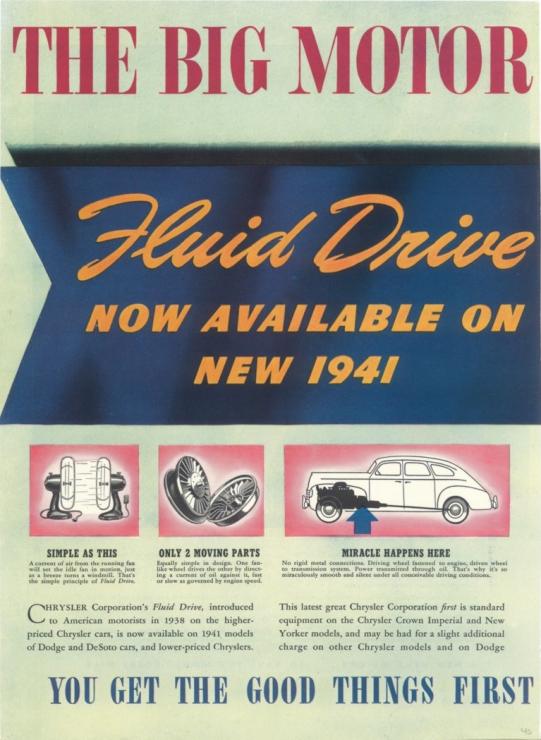 THE BIG MOTOR
Fluid Drive
NOW AVAILABLE ON
NEW 1941
SIMPLE AS THIS
A current of air from the running fan
will set the idle fan in motion, just
as a breeze turns a windmill. That's
the simple principle of Fluid Drive.
ONLY 2 MOVING PARTS
Equally simple in design. One fan-
like wheel drives the other by direct-
ing a current of oil against it, fast
or slow as governed by engine speed.
MIRACLE HAPPENS HERE
No rigid metal connections. Driving wheel fastened to engine, driven wheel
to transmission system. Power transmitted through oil. That's why it's so
miraculously smooth and silent under all conceivable driving conditions.
CHRYSLER Corporation's Fluid Drive, introduced
to American motorists in 1938 on the higher-
priced Chrysler cars, is now available on 1941 models
of Dodge and DeSoto cars, and lower-priced Chryslers.
This latest great Chrysler Corporation first is standard
equipment on the Chrysler Crown Imperial and New
Yorker models, and may be had for a slight additional
charge on other Chrysler models and on Dodge
YOU GET THE GOOD THINGS FIRST